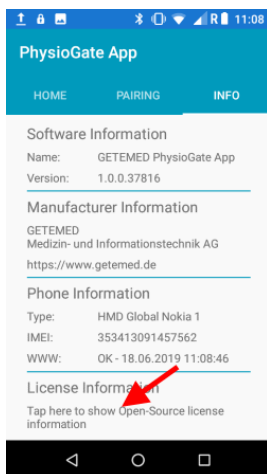 R 11:08
PhysioGate App
HOME PAIRING INFO
Software Information
Name: GETEMED PhysioGate App
Version: 1.0.0.37816
Manufacturer Information
GETEMED
Medizin- und Informationstechnik AG
https://www.getemed.de
Phone Information
Type: HMD Global Nokia 1
IMEI: 353413091457562
WWW: OK - 18.06.2019 11:08:46
License Information
Tap here to show Open-Source license
information